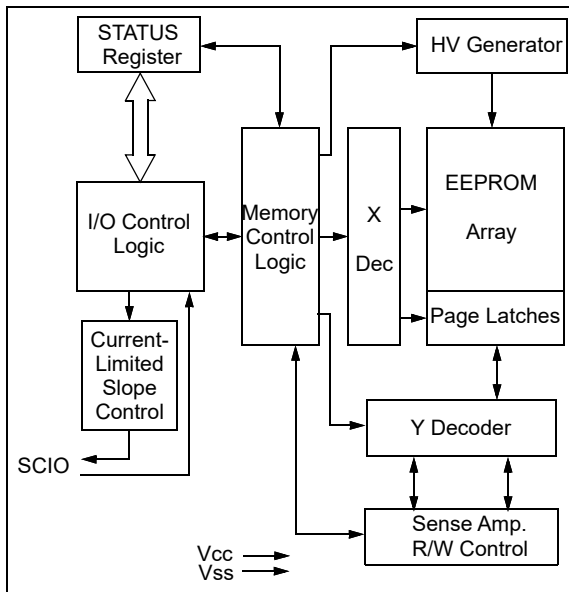 STATUS
Register
HV Generator
I/O Control
Logic
Memory
Control
Logic
X
Dec
EEPROM
Array
Page Latches
Current-
Limited
Slope
Control
SCIO
Y Decoder
Sense Amp.
R/W Control
Vcc
Vss